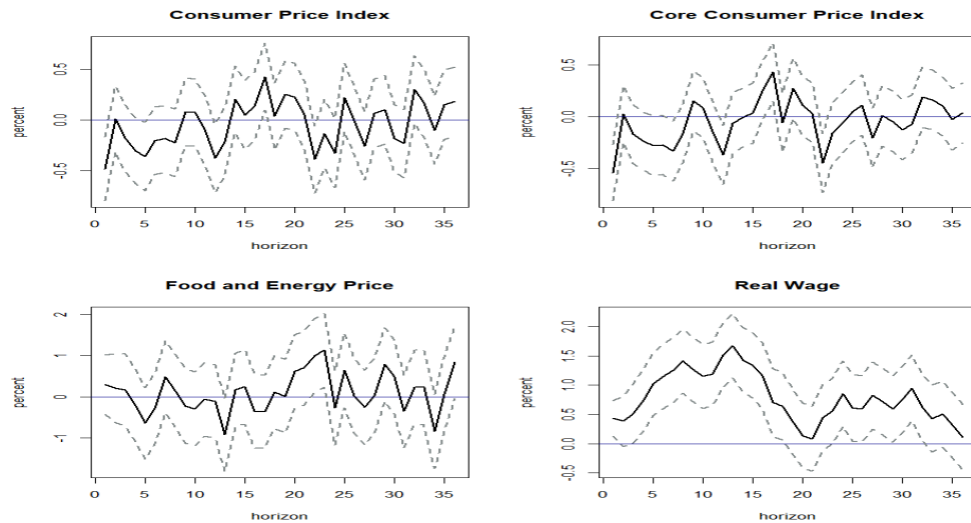 Consumer Price Index
percent
0.5
0.0
-0.5
0 5 10 15 20 25 30 35
horizon
Core Consumer Price Index
percent
0.5
0.0
-0.5
0 5 10 15 20 25 30 35
horizon
Food and Energy Price
percent
2
1
0
-1
0 5 10 15 20 25 30 35
horizon
Real Wage
percent
2.0
1.5
1.0
0.5
0.0
-0.5
0 5 10 15 20 25 30 35
horizon